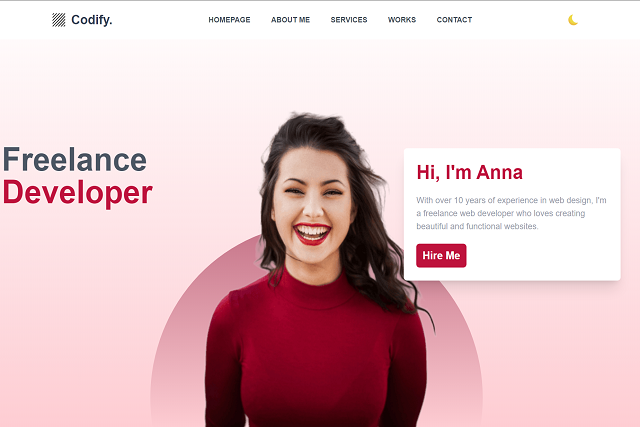 Codify.
HOMEPAGE
ABOUT ME
SERVICES
WORKS
CONTACT
Freelance
Developer
Hi, I'm Anna
With over 10 years of experience in web design, I'm
a freelance web developer who loves creating
beautiful and functional websites.
Hire Me